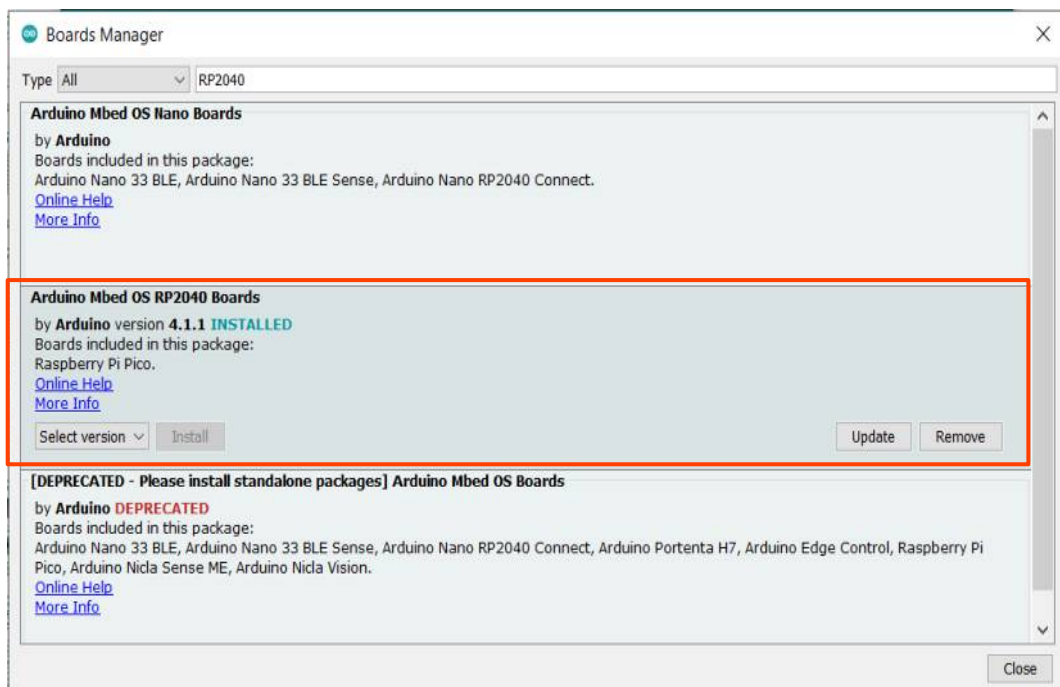 Boards Manager
Type All RP2040
Arduino Mbed OS Nano Boards
by Arduino
Boards included in this package:
Arduino Nano 33 BLE, Arduino Nano 33 BLE Sense, Arduino Nano RP2040 Connect.
Online Help
More Info
Arduino Mbed OS RP2040 Boards
by Arduino version 4.1.1 INSTALLED
Boards included in this package:
Raspberry Pi Pico.
Online Help
More Info
Select version Install Update Remove
[DEPRECATED - Please install standalone packages] Arduino Mbed OS Boards
by Arduino DEPRECATED
Boards included in this package:
Arduino Nano 33 BLE, Arduino Nano 33 BLE Sense, Arduino Nano RP2040 Connect, Arduino Portenta H7, Arduino Edge Control, Raspberry Pi
Pico, Arduino Nicla Sense ME, Arduino Nicla Vision.
Online Help
More Info
Close